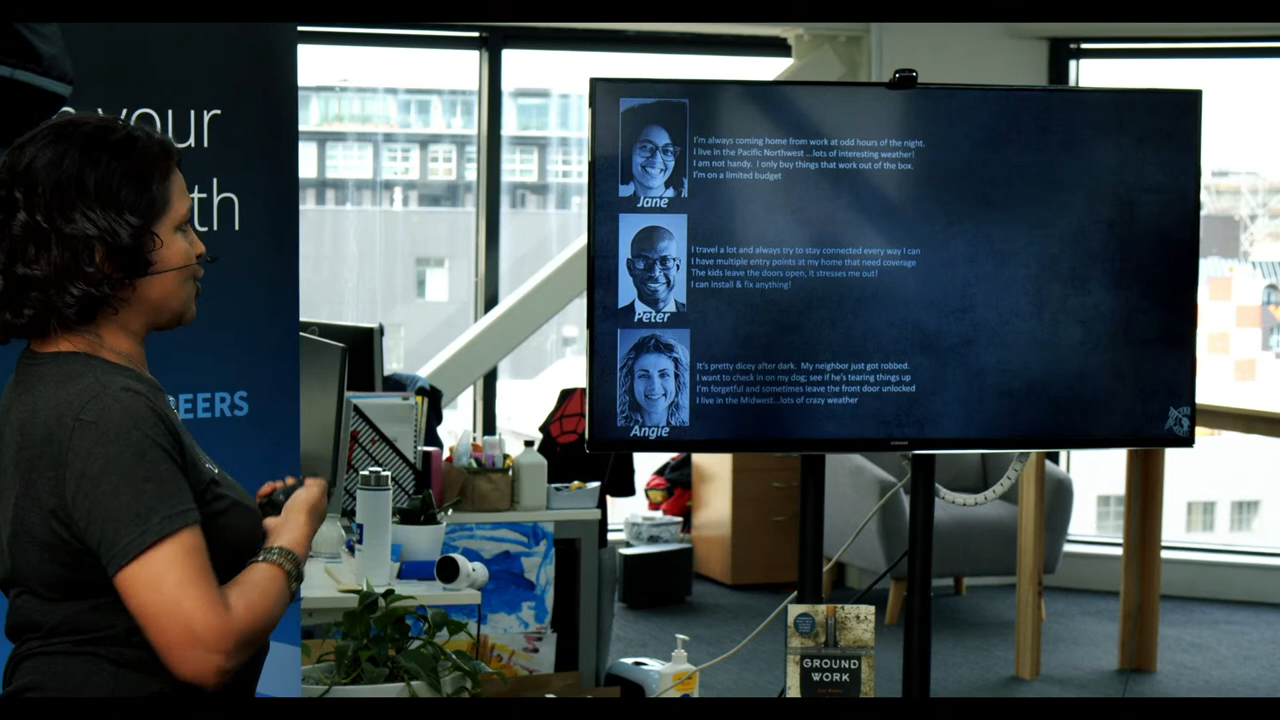 your
th
EERS
I'm always coming home from work at odd hours of the night.
I live in the Pacific Northwest ...lots of interesting weather!
I am not handy.  I only buy things that work out of the box.
I'm on a limited budget
Jane
I travel a lot and always try to stay connected every way I can
I have multiple entry points at my home that need coverage
The kids leave the doors open, it stresses me out!
I can install & fix anything!
Peter
It's pretty dicey after dark.  My neighbor just got robbed.
I want to check in on my dog; see if he's tearing things up
I'm forgetful and sometimes leave the front door unlocked
I live in the Midwest...lots of crazy weather
Angie
SAMSUNG
GROUND
WORK